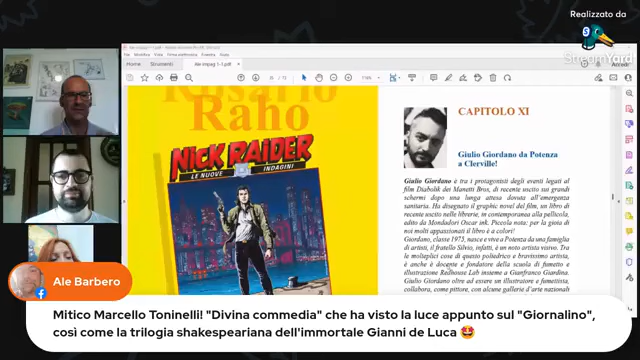 Realizzato da
StreamYard
Home Strumenti
Accedi
Rosario
Raho
NICK RAIDER
LE NUOVE INDAGINI
CAPITOLO XI
Giulio Giordano da Potenza
a Clerville!
Giulio Giordano è tra i protagonisti degli eventi legati al
film Diabolik dei Manetti Bros, di recente uscito sui grandi
schermi dopo una lunga attesa dovuta all'emergenza
sanitaria. Ha disegnato il graphic novel del film, un libro di
recente uscito nelle librerie, in contemporanea alla pellicola,
edito da Mondadori Oscar ink. Piccola nota: per la gioia di
noi molti appassionati il libro è a colori!
Giordano, classe 1975, nasce e vive a Potenza da una famiglia
di artisti, il fratello Silvio, infatti, è un noto artista visivo. Tra
le molteplici cose di questo poliedrico e bravissimo artista,
è anche è docente e fondatore della scuola di fumetto e
illustrazione Redhouse Lab insieme a Gianfranco Giardina.
Giulio Giordano oltre ad essere un illustratore e fumettista,
collabora, come pittore, con alcune gallerie d'arte nazionali
Ale Barbero
Mitico Marcello Toninelli! "Divina commedia" che ha visto la luce appunto sul "Giornalino",
così come la trilogia shakespeariana dell'immortale Gianni de Luca 🤩